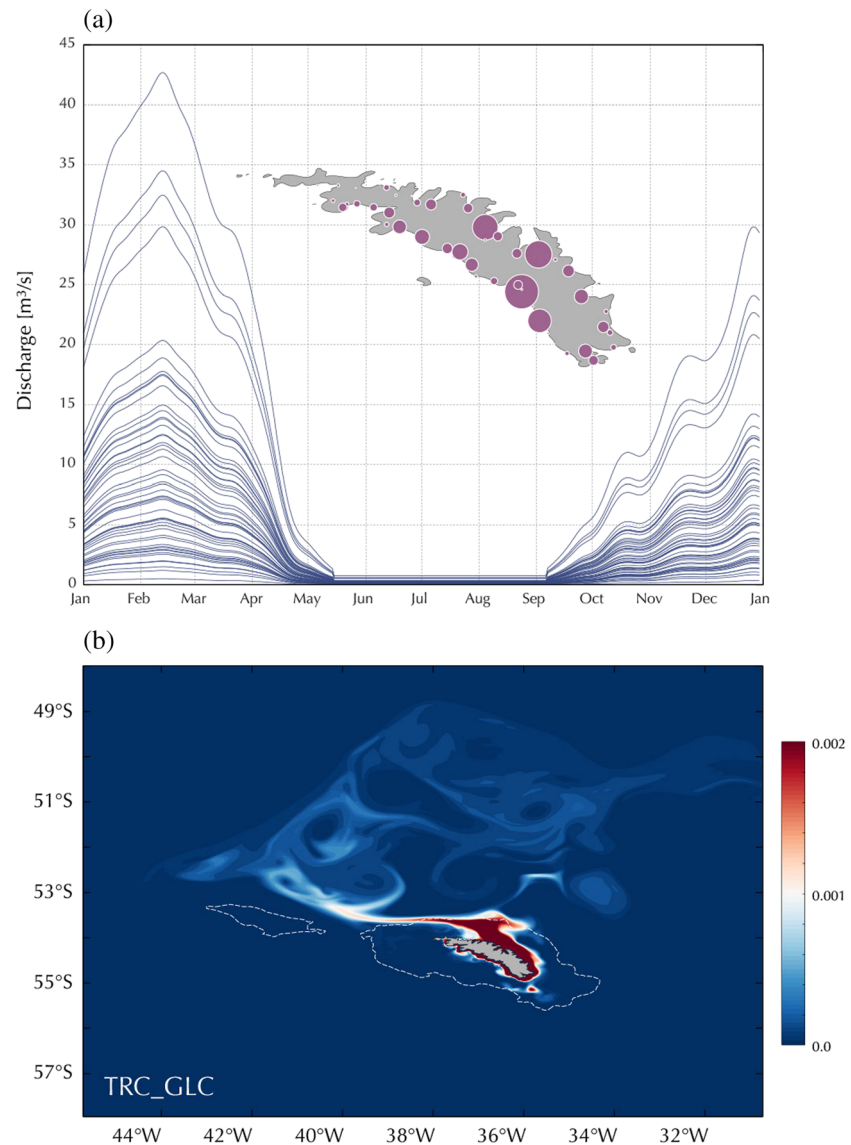 (a)
45
40
35
30
25
20
15
10
5
0
Discharge [m³/s]
Jan Feb Mar Apr May Jun Jul Aug Sep Oct Nov Dec Jan
(b)
49°S
51°S
53°S
55°S
57°S
TRC_GLC
0.002
0.001
0.0
44°W 42°W 40°W 38°W 36°W 34°W 32°W